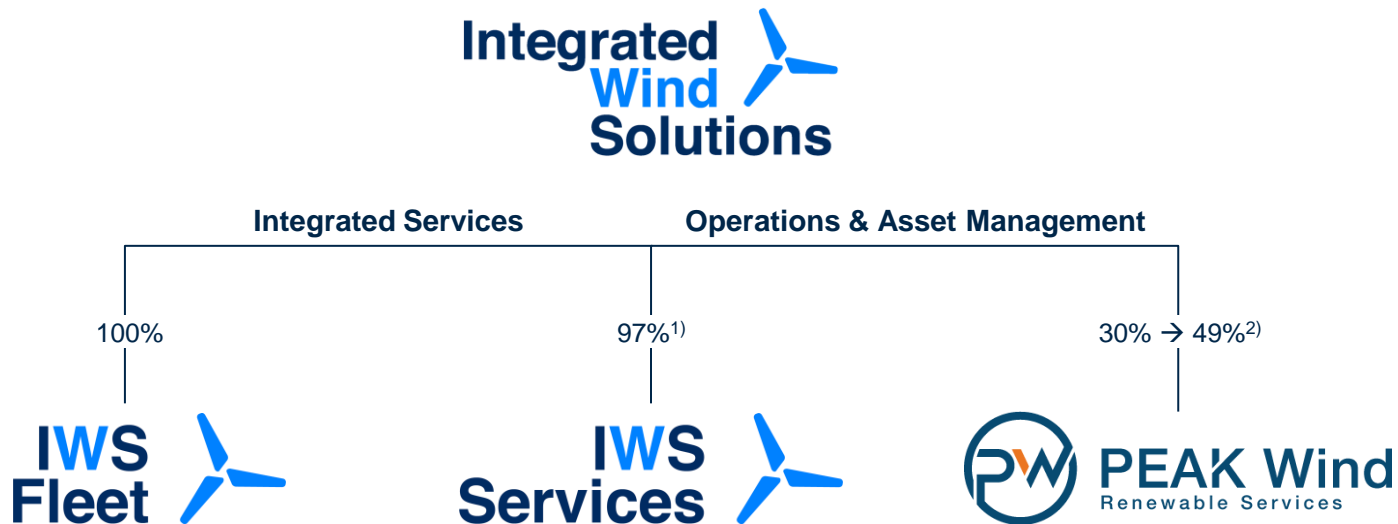 Integrated
Wind
Solutions
Integrated Services
Operations & Asset Management
100%
97%1)
30% → 49%2)
IWS
Fleet
IWS
Services
PW
PEAK Wind
Renewable Services